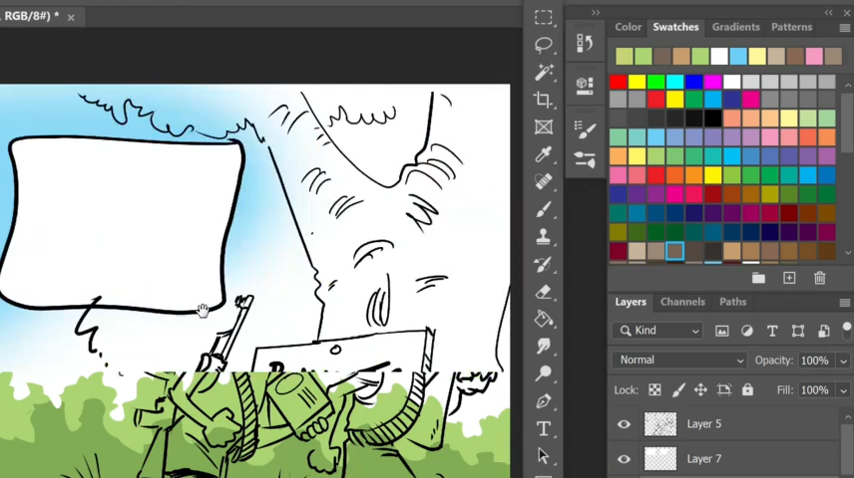 , RGB/8#) *
Color Swatches Gradients Patterns
Layers Channels Paths
Kind
Normal Opacity: 100%
Lock: Fill: 100%
Layer 5
Layer 7